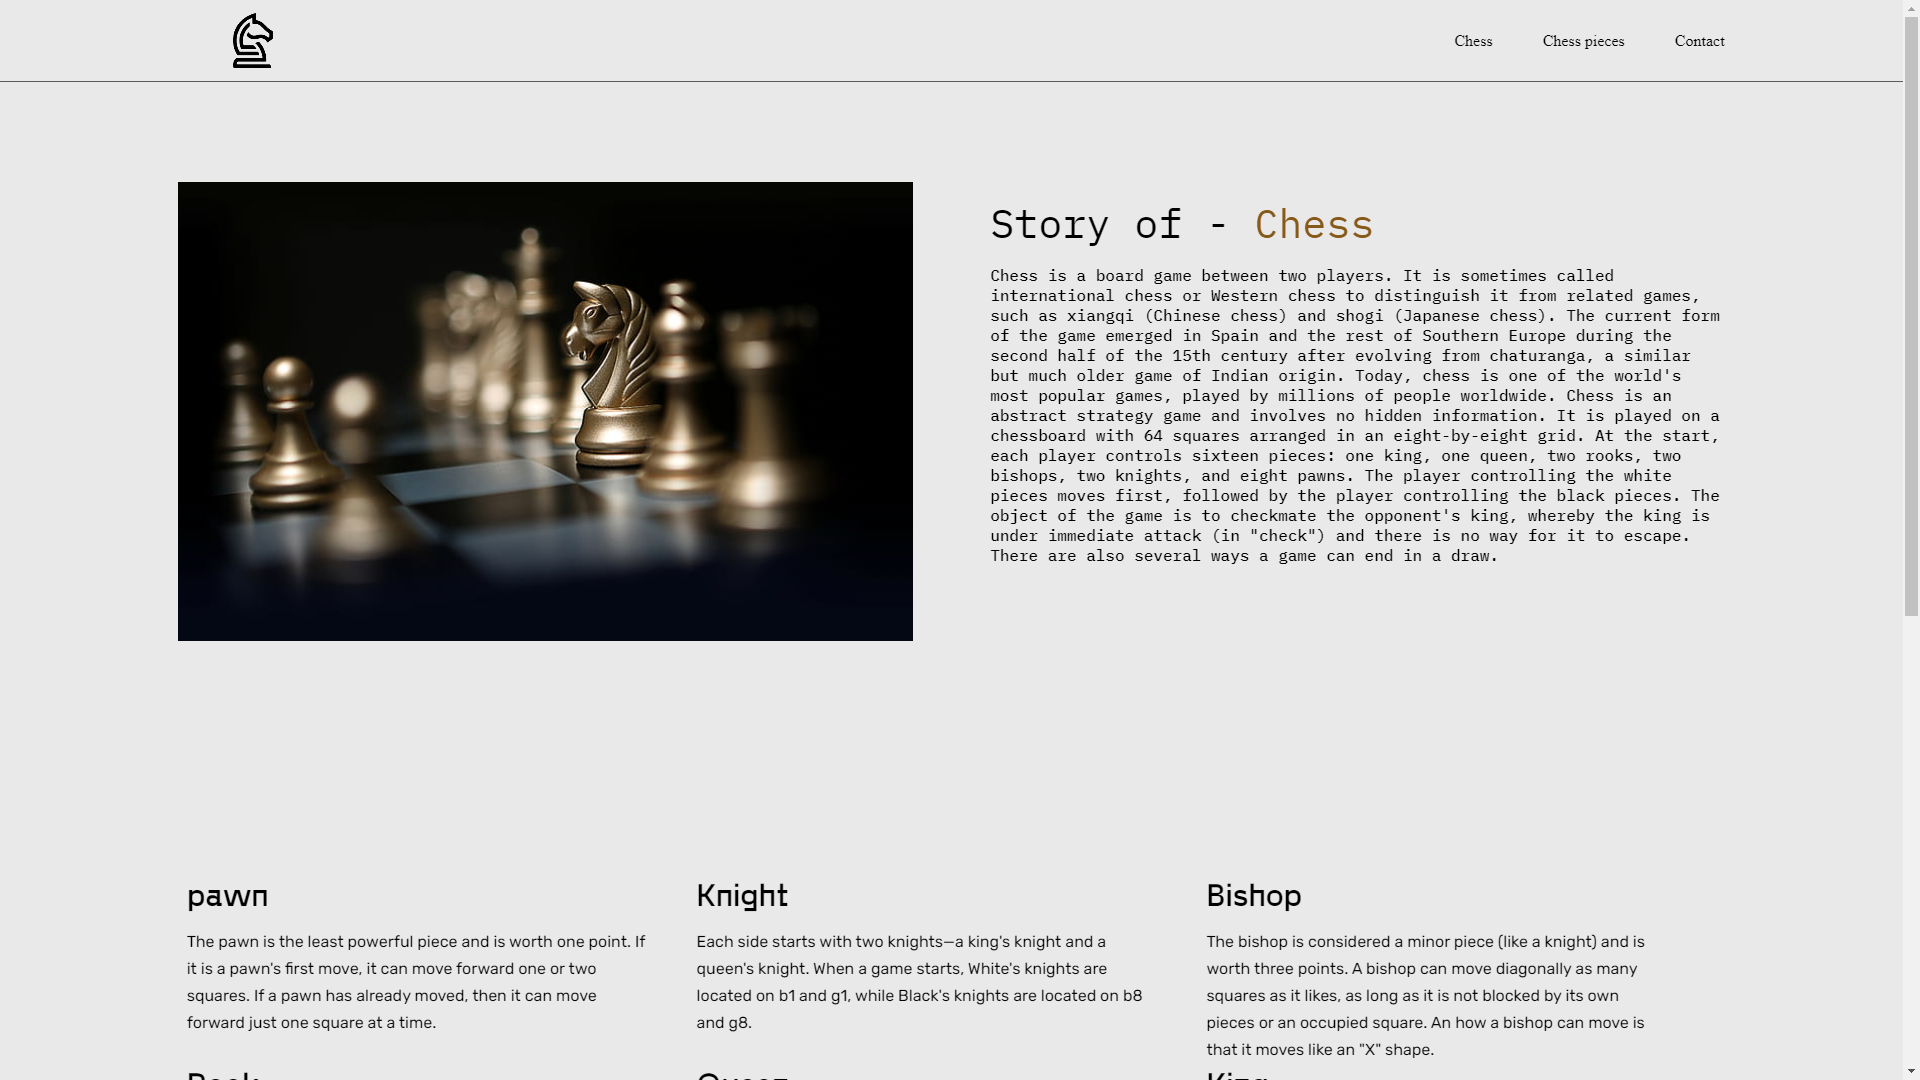 Chess
Chess pieces
Contact
Story of - Chess
Chess is a board game between two players. It is sometimes called
international chess or Western chess to distinguish it from related games,
such as xiangqi (Chinese chess) and shogi (Japanese chess). The current form
of the game emerged in Spain and the rest of Southern Europe during the
second half of the 15th century after evolving from chaturanga, a similar
but much older game of Indian origin. Today, chess is one of the world's
most popular games, played by millions of people worldwide. Chess is an
abstract strategy game and involves no hidden information. It is played on a
chessboard with 64 squares arranged in an eight-by-eight grid. At the start,
each player controls sixteen pieces: one king, one queen, two rooks, two
bishops, two knights, and eight pawns. The player controlling the white
pieces moves first, followed by the player controlling the black pieces. The
object of the game is to checkmate the opponent's king, whereby the king is
under immediate attack (in "check") and there is no way for it to escape.
There are also several ways a game can end in a draw.
pawn
The pawn is the least powerful piece and is worth one point. If
it is a pawn's first move, it can move forward one or two
squares. If a pawn has already moved, then it can move
forward just one square at a time.
Knight
Each side starts with two knights—a king's knight and a
queen's knight. When a game starts, White's knights are
located on b1 and g1, while Black's knights are located on b8
and g8.
Bishop
The bishop is considered a minor piece (like a knight) and is
worth three points. A bishop can move diagonally as many
squares as it likes, as long as it is not blocked by its own
pieces or an occupied square. An how a bishop can move is
that it moves like an "X" shape.